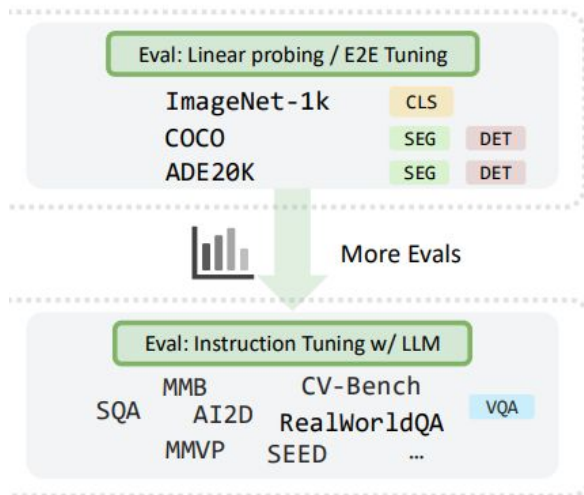 Eval: Linear probing / E2E Tuning
ImageNet-1k CLS
COCO SEG DET
ADE20K SEG DET
More Evals
Eval: Instruction Tuning w/ LLM
MMB CV-Bench
SQA AI2D RealWorldQA VQA
MMVP SEED …